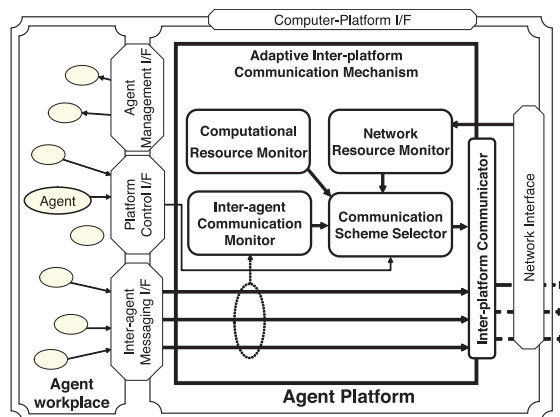 Computer-Platform I/F
Adaptive Inter-platform
Communication Mechanism
Agent
Management I/F
Computational
Resource Monitor
Network
Resource Monitor
Platform
Control I/F
Agent
Inter-agent
Communication
Monitor
Communication
Scheme Selector
Inter-platform Communicator
Network Interface
Inter-agent
Messaging I/F
Agent
workplace
Agent Platform